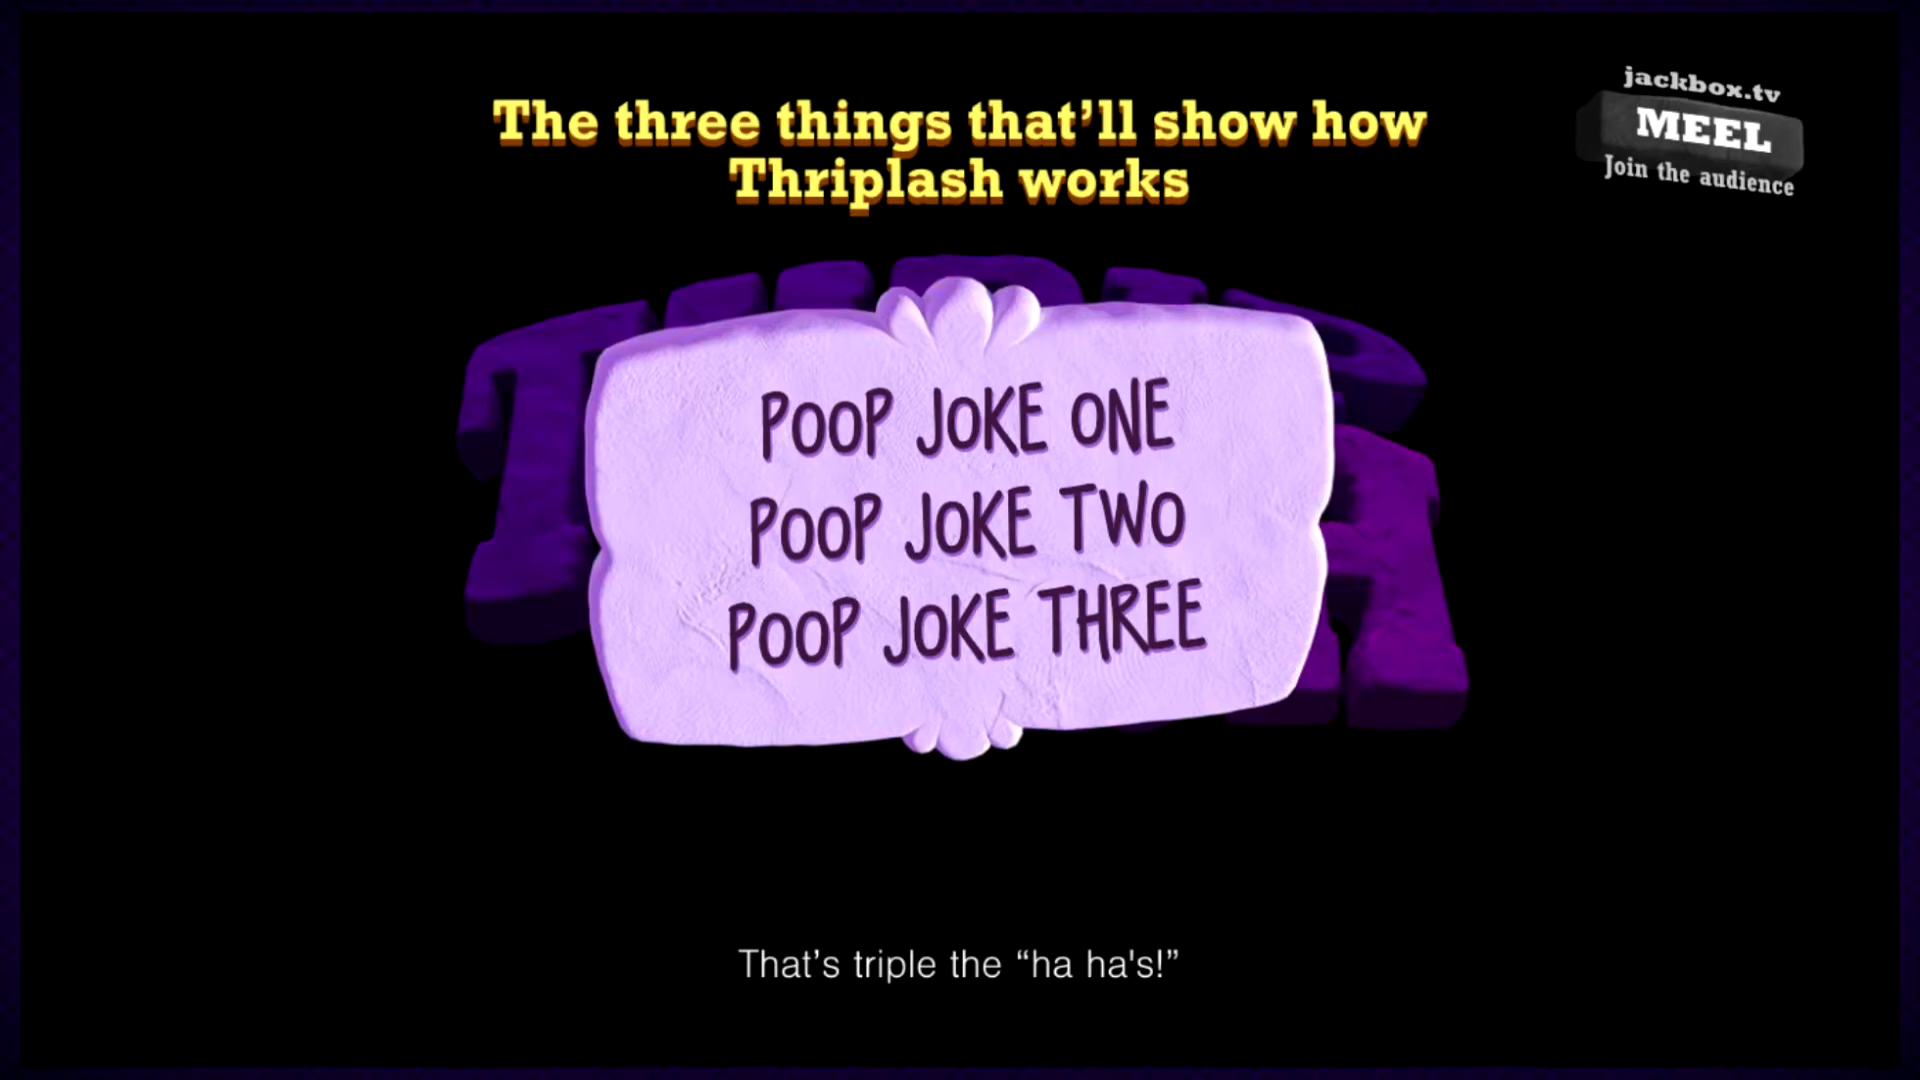 The three things that’ll show how
Thriplash works
jackbox.tv
MEEL
Join the audience
POOP JOKE ONE
POOP JOKE TWO
POOP JOKE THREE
That’s triple the “ha ha's!”